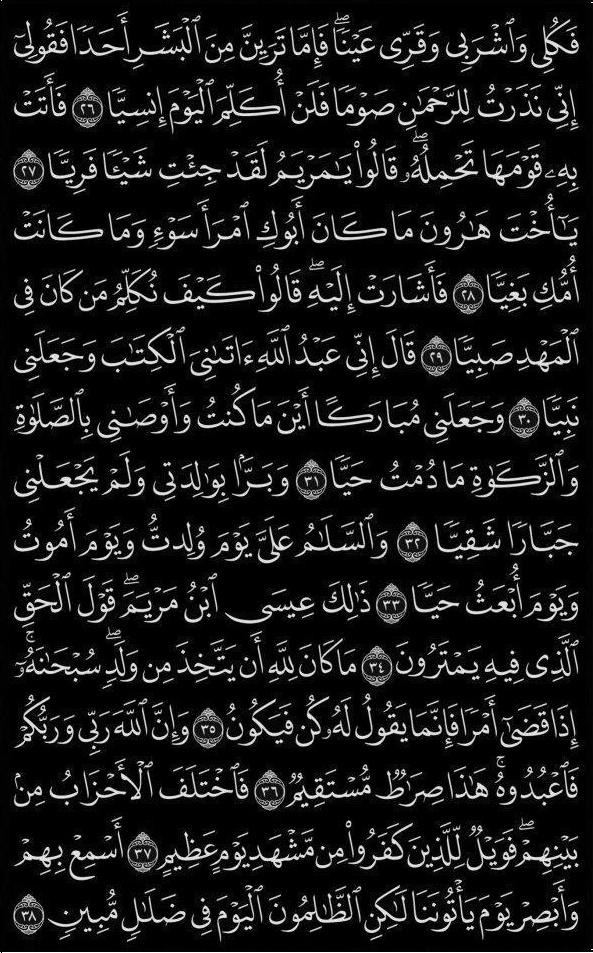 فَكُلِى وَٱشْرَبِى وَقَرِّى عَيْنًۭا ۖ فَإِمَّا تَرَيِنَّ مِنَ ٱلْبَشَرِ أَحَدًۭا فَقُولِىٓ
إِنِّى نَذَرْتُ لِلرَّحْمَـٰنِ صَوْمًۭا فَلَنْ أُكَلِّمَ ٱلْيَوْمَ إِنسِيًّۭا ٢٦ فَأَتَتْ
بِهِۦ قَوْمَهَا تَحْمِلُهُۥ ۖ قَالُوا۟ يَـٰمَرْيَمُ لَقَدْ جِئْتِ شَيْـًۭٔا فَرِيًّۭا ٢٧
يَـٰٓأُخْتَ هَـٰرُونَ مَا كَانَ أَبُوكِ ٱمْرَأَ سَوْءٍۢ وَمَا كَانَتْ
أُمُّكِ بَغِيًّۭا ٢٨ فَأَشَارَتْ إِلَيْهِ ۖ قَالُوا۟ كَيْفَ نُكَلِّمُ مَن كَانَ فِى
ٱلْمَهْدِ صَبِيًّۭا ٢٩ قَالَ إِنِّى عَبْدُ ٱللَّهِ ءَاتَىٰنِىَ ٱلْكِتَـٰبَ وَجَعَلَنِى
نَبِيًّۭا ٣٠ وَجَعَلَنِى مُبَارَكًا أَيْنَ مَا كُنتُ وَأَوْصَـٰنِى بِٱلصَّلَوٰةِ
وَٱلزَّكَوٰةِ مَا دُمْتُ حَيًّۭا ٣١ وَبَرًّۢا بِوَٰلِدَتِى وَلَمْ يَجْعَلْنِى
جَبَّارًۭا شَقِيًّۭا ٣٢ وَٱلسَّلَـٰمُ عَلَىَّ يَوْمَ وُلِدتُّ وَيَوْمَ أَمُوتُ
وَيَوْمَ أُبْعَثُ حَيًّۭا ٣٣ ذَٰلِكَ عِيسَى ٱبْنُ مَرْيَمَ ۚ قَوْلَ ٱلْحَقِّ
ٱلَّذِى فِيهِ يَمْتَرُونَ ٣٤ مَا كَانَ لِلَّهِ أَن يَتَّخِذَ مِن وَلَدٍۢ ۖ سُبْحَـٰنَهُۥٓ ۚ
إِذَا قَضَىٰٓ أَمْرًۭا فَإِنَّمَا يَقُولُ لَهُۥ كُن فَيَكُونُ ٣٥ وَإِنَّ ٱللَّهَ رَبِّى وَرَبُّكُمْ
فَٱعْبُدُوهُ ۚ هَـٰذَا صِرَٰطٌۭ مُّسْتَقِيمٌۭ ٣٦ فَٱخْتَلَفَ ٱلْأَحْزَابُ مِنۢ
بَيْنِهِمْ ۖ فَوَيْلٌۭ لِّلَّذِينَ كَفَرُوا۟ مِن مَّشْهَدِ يَوْمٍ عَظِيمٍ ٣٧ أَسْمِعْ بِهِمْ
وَأَبْصِرْ يَوْمَ يَأْتُونَنَا ۖ لَـٰكِنِ ٱلظَّـٰلِمُونَ ٱلْيَوْمَ فِى ضَلَـٰلٍۢ مُّبِينٍۢ ٣٨